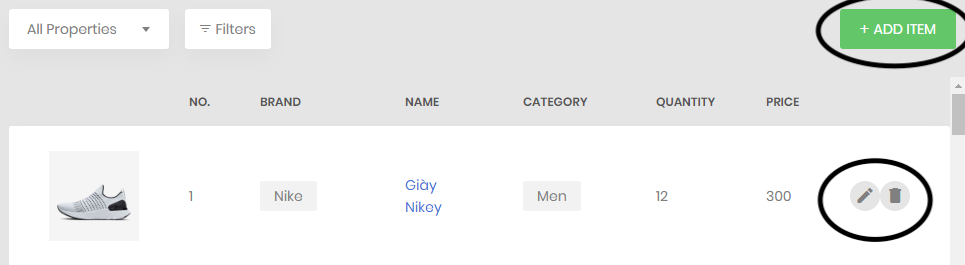 All Properties
Filters
+ ADD ITEM
NO. BRAND NAME CATEGORY QUANTITY PRICE
1 Nike Giày Nikey Men 12 300